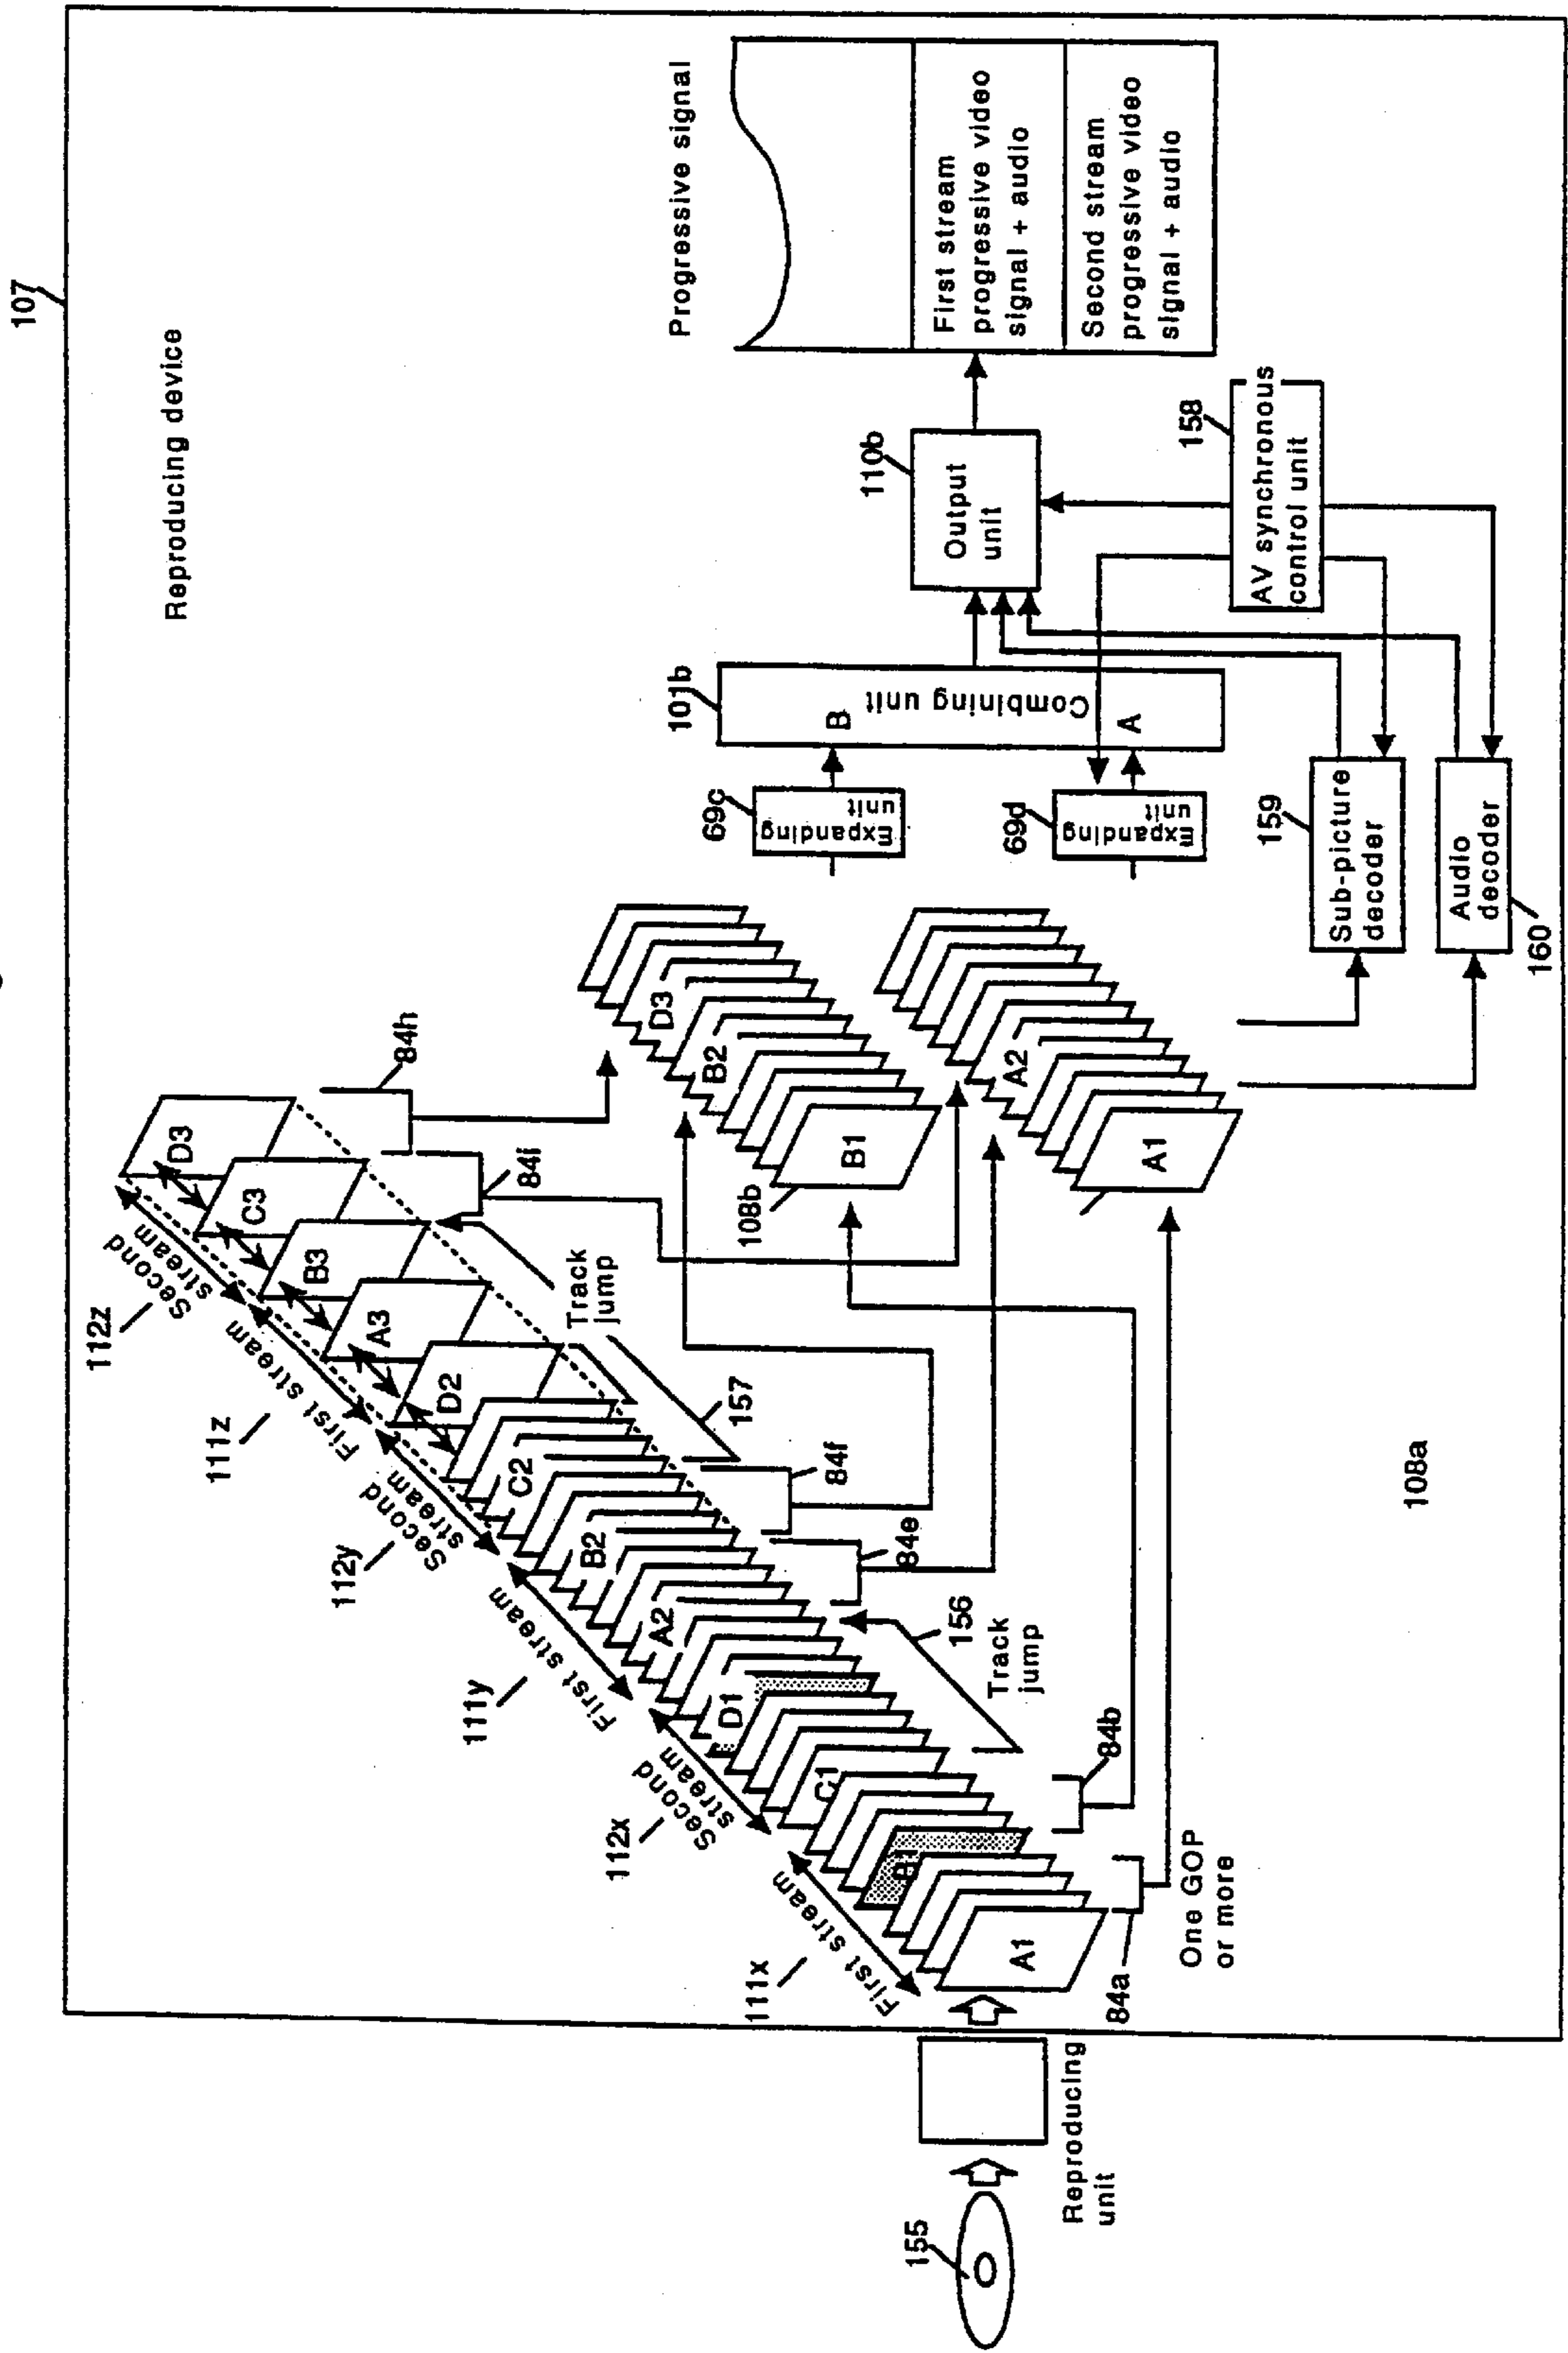 107
Reproducing device
Progressive signal
First stream
progressive video
signal + audio
Second stream
progressive video
signal + audio
110b
Output
unit
158
AV synchronous
control unit
101b
Combining unit
B
A
69c
Expanding
unit
69d
Expanding
unit
159
Sub-picture
decoder
Audio
decoder
160
84h
84i
D3
C3
B3
A3
D2
C2
B2
A2
D1
C1
B1
A1
112z
Second
stream
111z
First stream
112y
Second
stream
111y
First stream
112x
Second
stream
111x
First stream
Track
jump
157
84f
84e
156
Track
jump
84b
84a
One GOP
or more
D3
B2
B1
108b
A2
A1
108a
155
Reproducing
unit